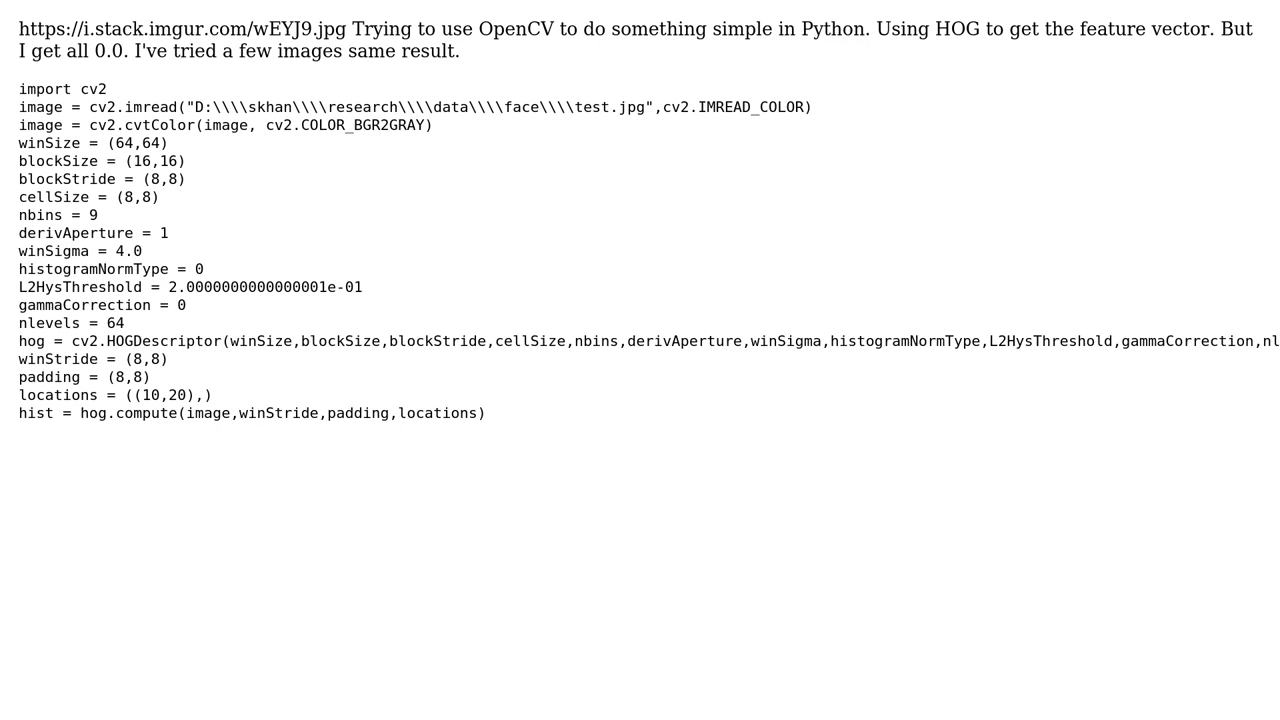 https://i.stack.imgur.com/wEYJ9.jpg Trying to use OpenCV to do something simple in Python. Using HOG to get the feature vector. But
I get all 0.0. I've tried a few images same result.
import cv2
image = cv2.imread("D:\\\\skhan\\\\research\\\\data\\\\face\\\\test.jpg",cv2.IMREAD_COLOR)
image = cv2.cvtColor(image, cv2.COLOR_BGR2GRAY)
winSize = (64,64)
blockSize = (16,16)
blockStride = (8,8)
cellSize = (8,8)
nbins = 9
derivAperture = 1
winSigma = 4.0
histogramNormType = 0
L2HysThreshold = 2.0000000000000001e-01
gammaCorrection = 0
nlevels = 64
hog = cv2.HOGDescriptor(winSize,blockSize,blockStride,cellSize,nbins,derivAperture,winSigma,histogramNormType,L2HysThreshold,gammaCorrection,nl
winStride = (8,8)
padding = (8,8)
locations = ((10,20),)
hist = hog.compute(image,winStride,padding,locations)